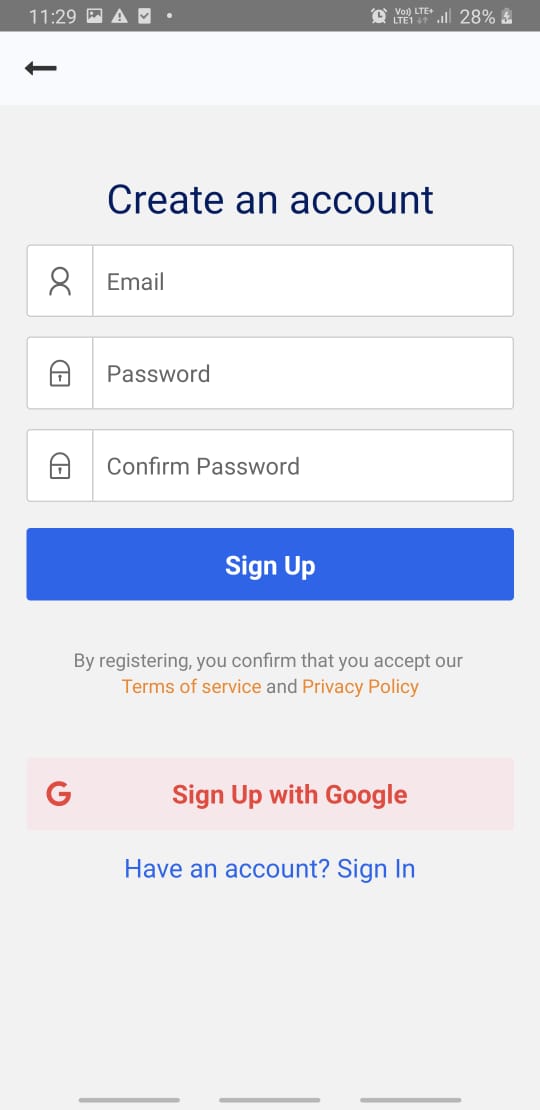 11:29
Vo)) LTE+
LTE1
28%
Create an account
Email
Password
Confirm Password
Sign Up
By registering, you confirm that you accept our
Terms of service and Privacy Policy
G
Sign Up with Google
Have an account? Sign In